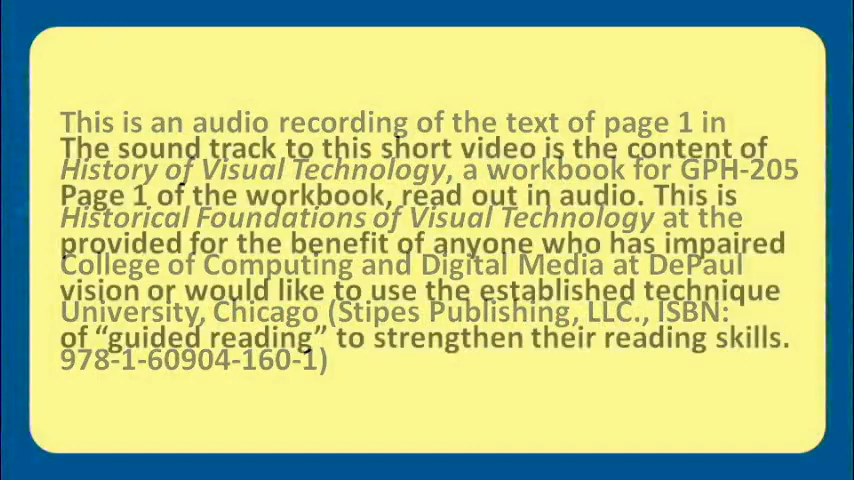 This is an audio recording of the text of page 1 in
The sound track to this short video is the content of
History of Visual Technology, a workbook for GPH-205
Page 1 of the workbook, read out in audio. This is
Historical Foundations of Visual Technology at the
provided for the benefit of anyone who has impaired
College of Computing and Digital Media at DePaul
vision or would like to use the established technique
University, Chicago (Stipes Publishing, LLC., ISBN:
of “guided reading” to strengthen their reading skills.
978-1-60904-160-1)